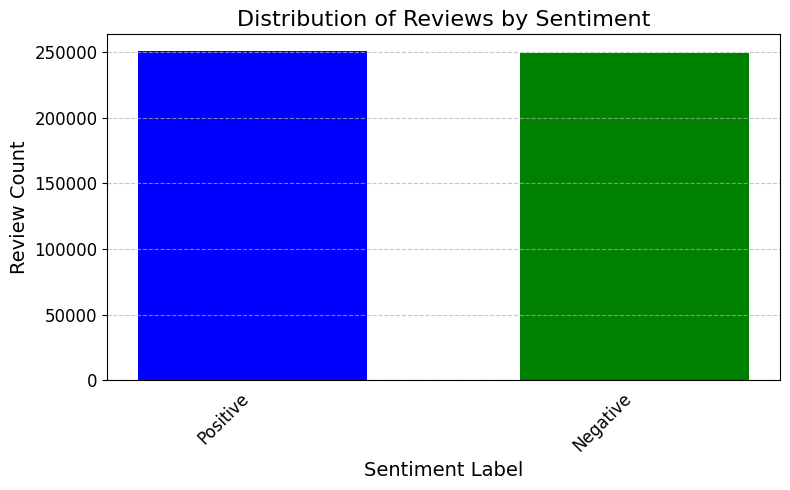 Distribution of Reviews by Sentiment
Review Count
250000
200000
150000
100000
50000
0
Positive
Negative
Sentiment Label